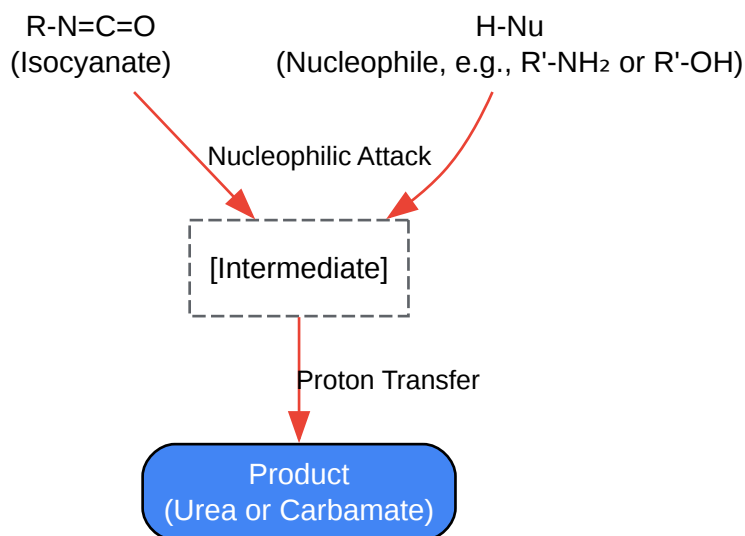 R-N=C=O
(Isocyanate)
H-Nu
(Nucleophile, e.g., R'-NH₂ or R'-OH)
Nucleophilic Attack
[Intermediate]
Proton Transfer
Product
(Urea or Carbamate)